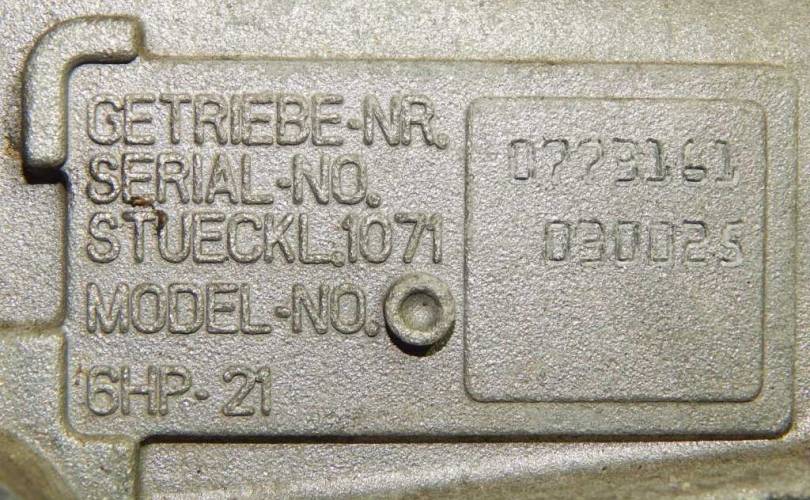 GETRIEBE-NR.
SERIAL-NO.
STUECKL.1071
MODEL-NO.
6HP-21
0773161
030025